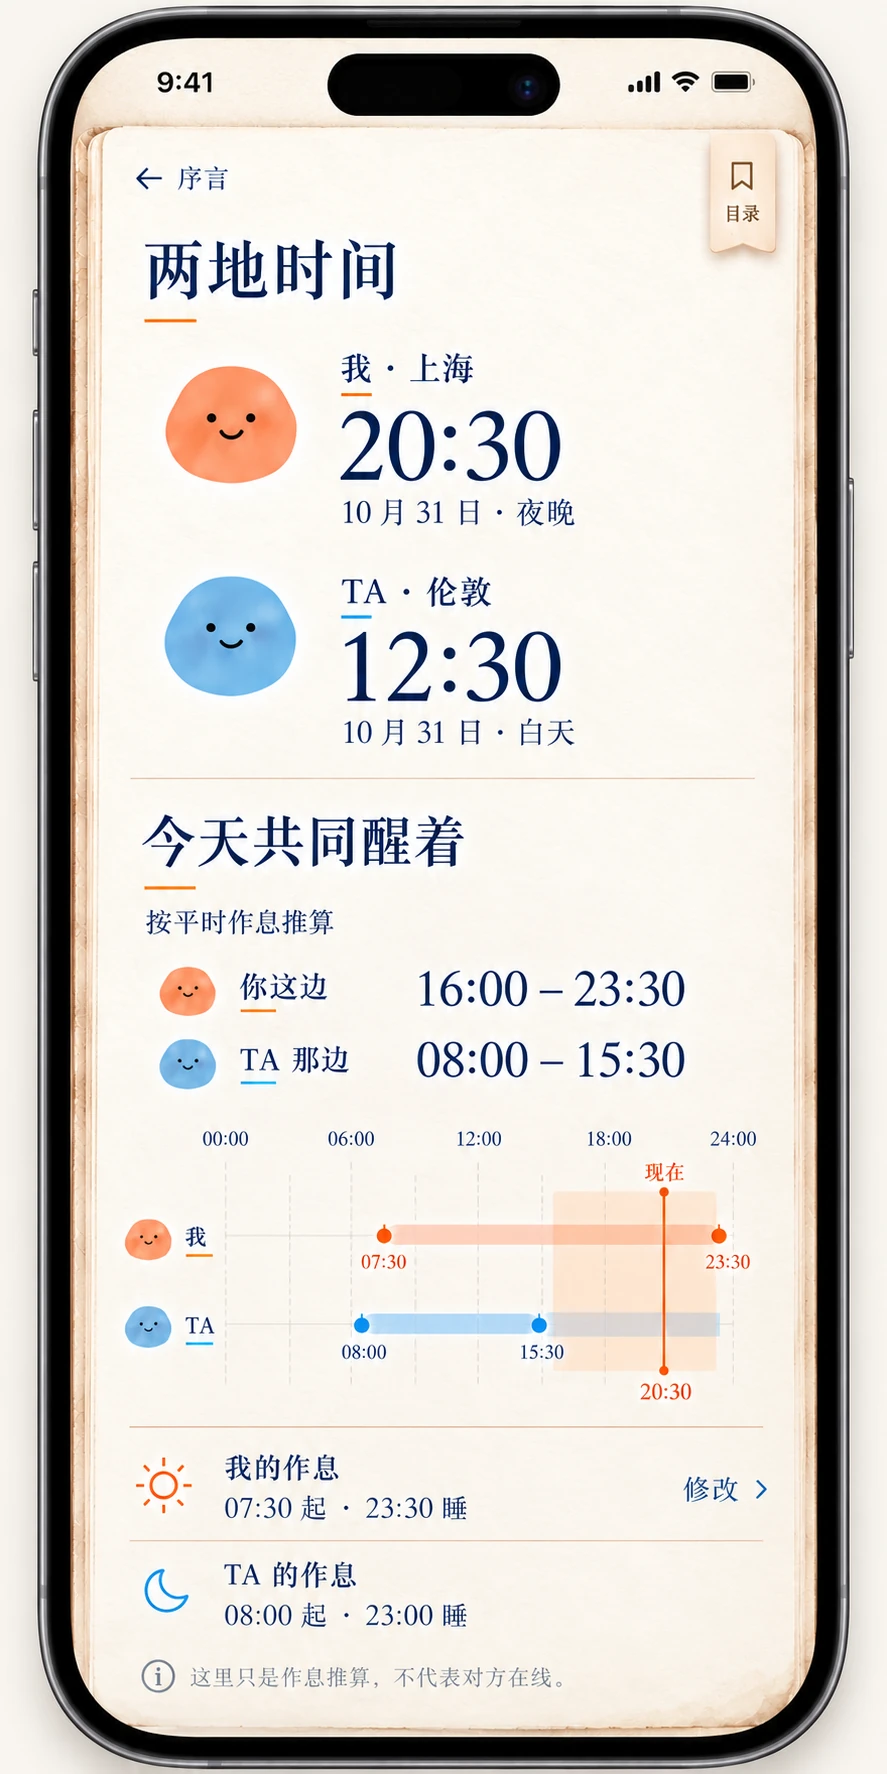 9:41
← 序言
目录
两地时间
我 · 上海
20:30
10 月 31 日 · 夜晚
TA · 伦敦
12:30
10 月 31 日 · 白天
今天共同醒着
按平时作息推算
你这边 16:00 – 23:30
TA 那边 08:00 – 15:30
00:00 06:00 12:00 18:00 24:00
现在
我
07:30 23:30
TA
08:00 15:30
20:30
我的作息
07:30 起 · 23:30 睡
修改 >
TA 的作息
08:00 起 · 23:00 睡
这里只是作息推算，不代表对方在线。